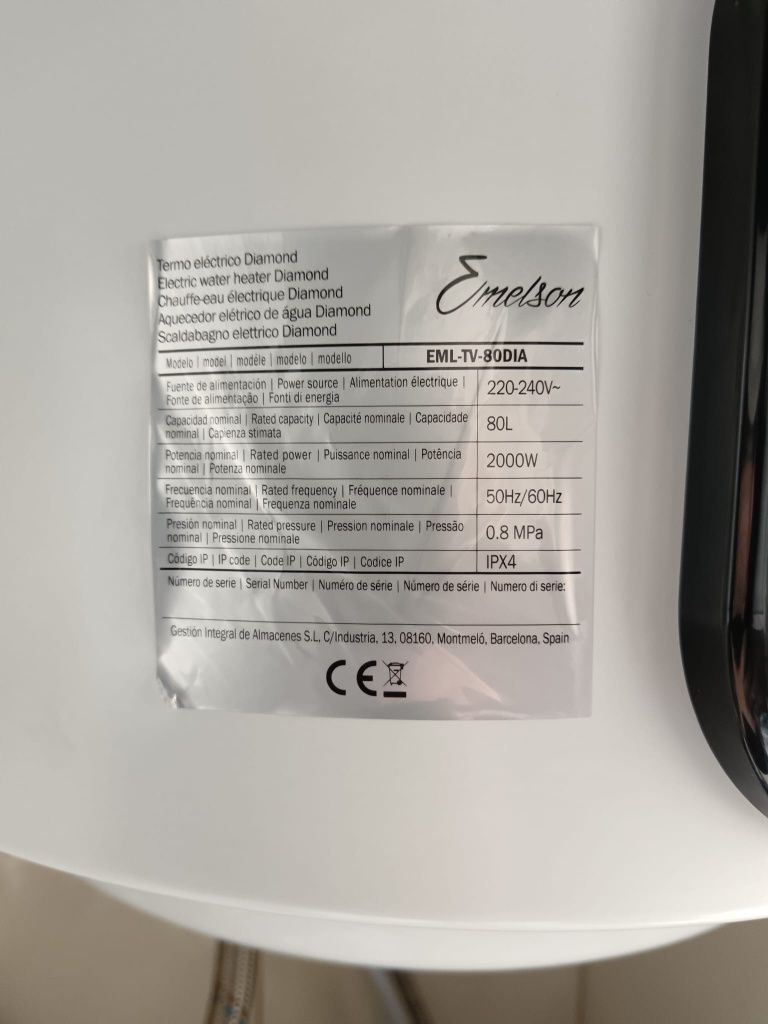 Termo eléctrico Diamond
Electric water heater Diamond
Chauffe-eau électrique Diamond
Aquecedor elétrico de água Diamond
Scaldabagno elettrico Diamond
Emelson
Modelo | model | modéle | modelo | modello EML-TV-80DIA
Fuente de alimentación | Power source | Alimentation électrique |
Fonte de alimentação | Fonti di energia
220-240V~
Capacidad nominal | Rated capacity | Capacité nominale | Capacidade
nominal | Capienza stimata
80L
Potencia nominal | Rated power | Puissance nominal | Potência
nominal | Potenza nominale
2000W
Frecuencia nominal | Rated frequency | Fréquence nominale |
Frequência nominal | Frequenza nominale
50Hz/60Hz
Presión nominal | Rated pressure | Pression nominale | Pressão
nominal | Pressione nominale
0.8 MPa
Código IP | IP code | Code IP | Código IP | Codice IP IPX4
Número de serie | Serial Number | Numéro de série | Número de série | Numero di serie:
Gestión Integral de Almacenes S.L, C/Industria, 13, 08160, Montmeló, Barcelona, Spain
CE